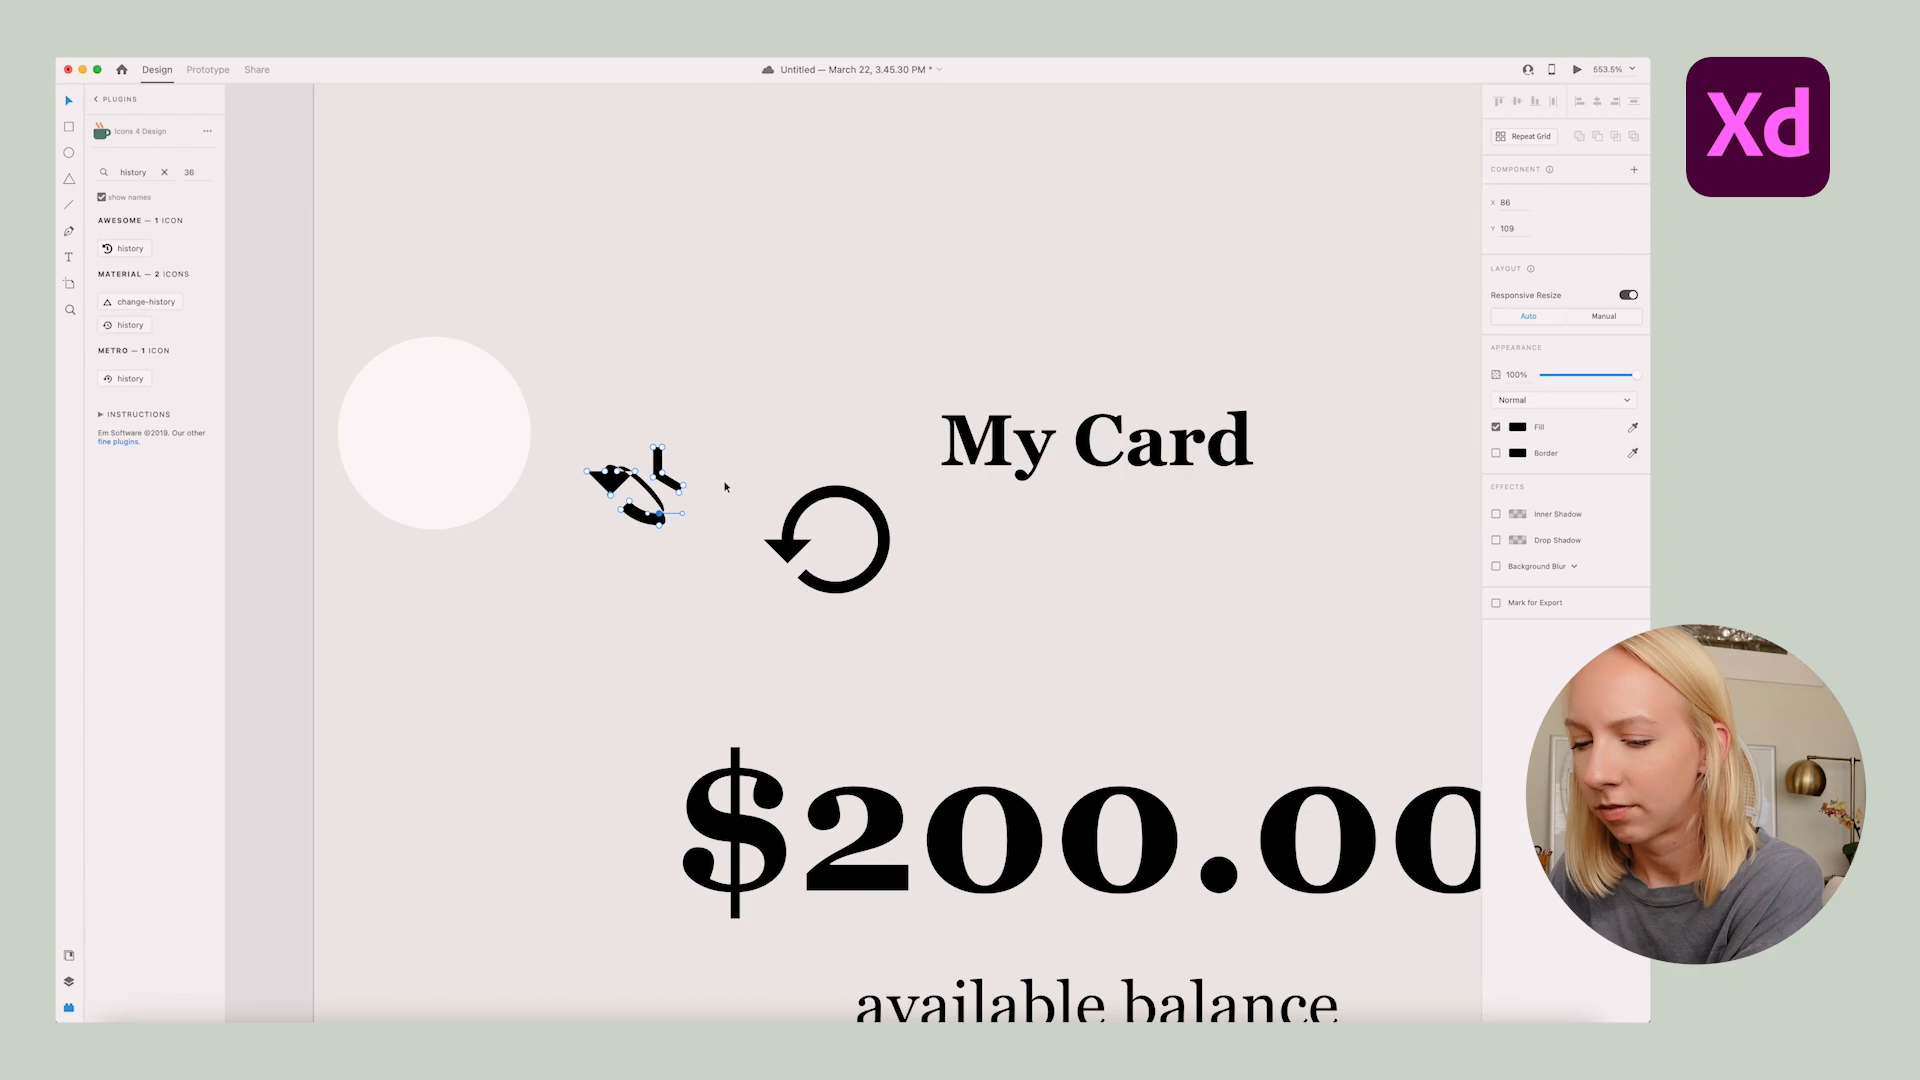 Design Prototype Share
Untitled — March 22, 3.45.30 PM *
553.5%
Xd
PLUGINS
Icons 4 Design
history 36
show names
AWESOME — 1 ICON
history
MATERIAL — 2 ICONS
change-history
history
METRO — 1 ICON
history
INSTRUCTIONS
Em Software ©2019. Our other
fine plugins.
T
My Card
$200.00
available balance
Repeat Grid
COMPONENT
X 86
Y 109
LAYOUT
Responsive Resize
Auto Manual
APPEARANCE
100%
Normal
Fill
Border
EFFECTS
Inner Shadow
Drop Shadow
Background Blur
Mark for Export